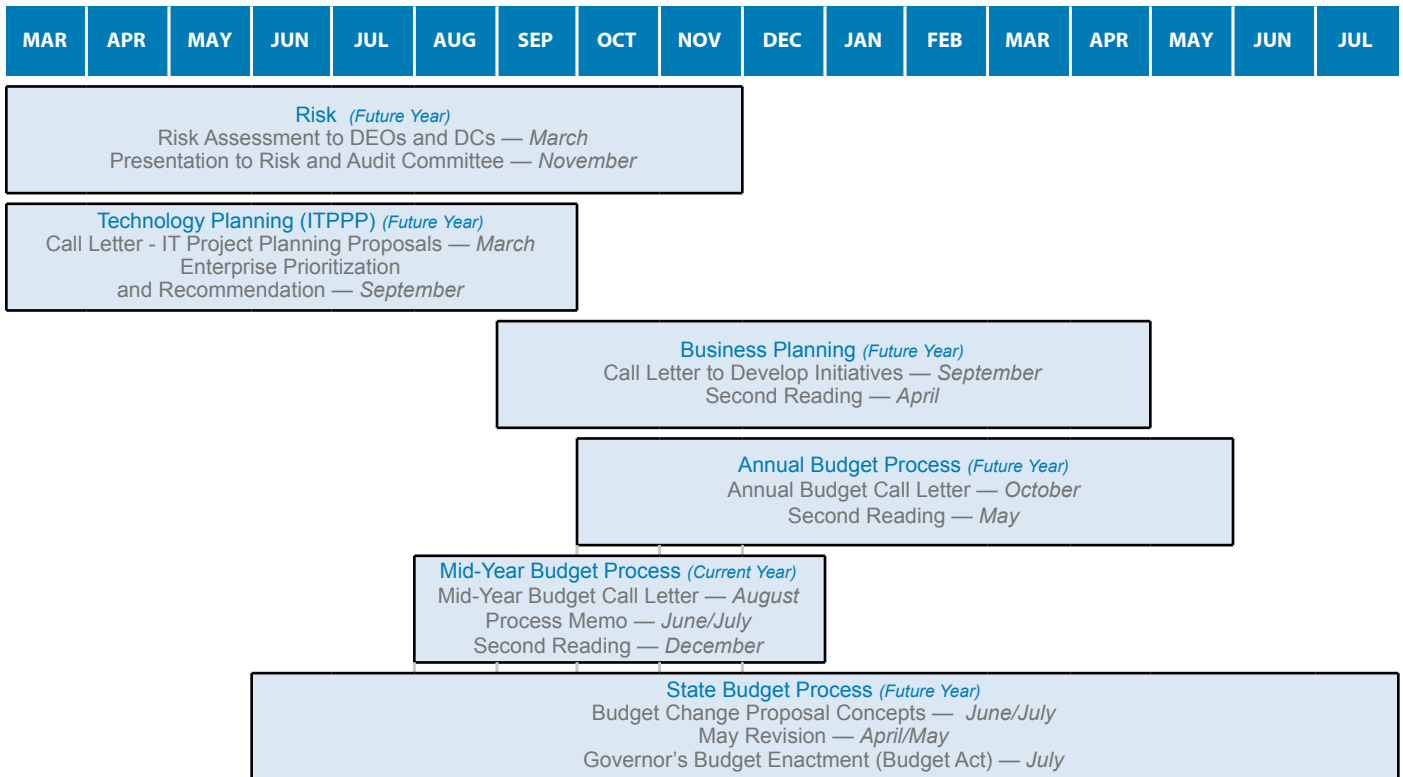 MAR APR MAY JUN JUL AUG SEP OCT NOV DEC JAN FEB MAR APR MAY JUN JUL
Risk (Future Year)
Risk Assessment to DEOs and DCs — March
Presentation to Risk and Audit Committee — November
Technology Planning (ITPPP) (Future Year)
Call Letter - IT Project Planning Proposals — March
Enterprise Prioritization
and Recommendation — September
Business Planning (Future Year)
Call Letter to Develop Initiatives — September
Second Reading — April
Annual Budget Process (Future Year)
Annual Budget Call Letter — October
Second Reading — May
Mid-Year Budget Process (Current Year)
Mid-Year Budget Call Letter — August
Process Memo — June/July
Second Reading — December
State Budget Process (Future Year)
Budget Change Proposal Concepts — June/July
May Revision — April/May
Governor’s Budget Enactment (Budget Act) — July